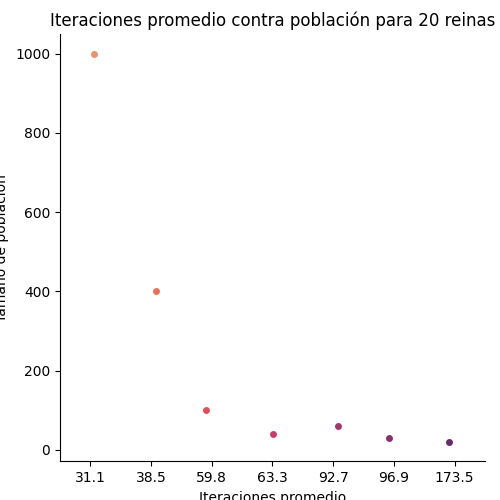 Iteraciones promedio contra población para 20 reinas
1000
800
600
400
200
0
Tamaño de población
31.1 38.5 59.8 63.3 92.7 96.9 173.5
Iteraciones promedio